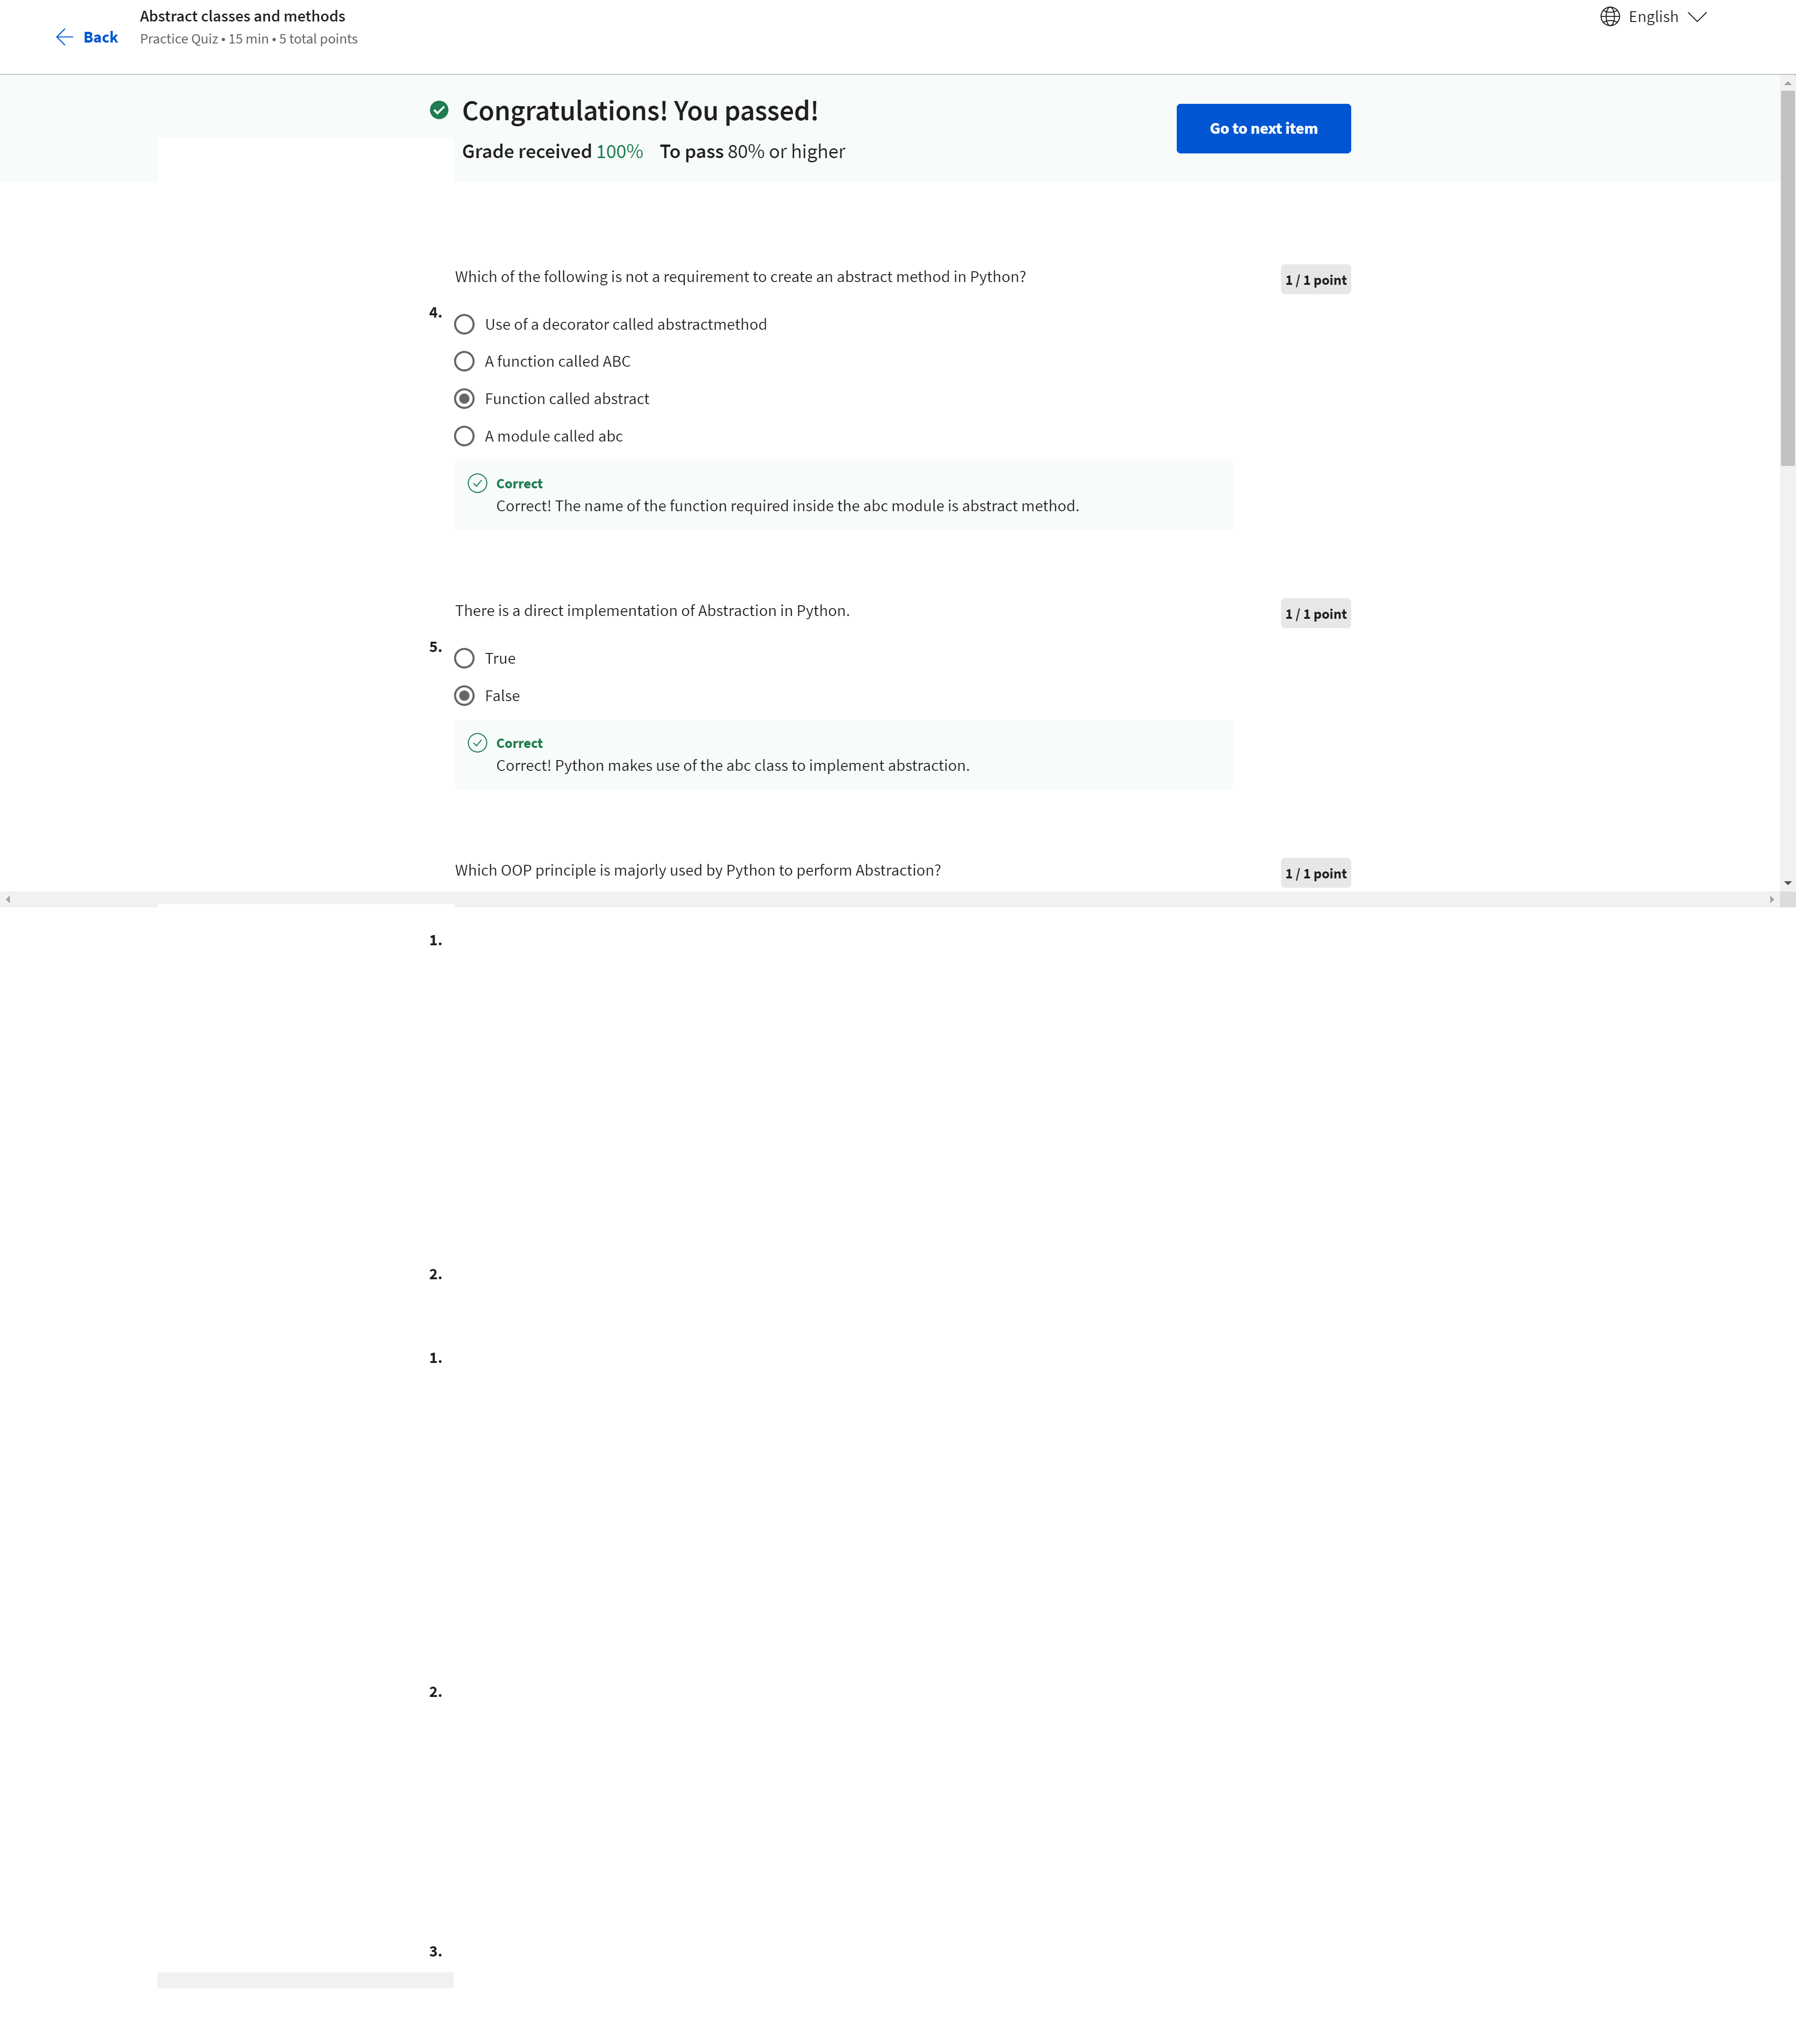 Abstract classes and methods
Back
Practice Quiz • 15 min • 5 total points
English
Congratulations! You passed!
Go to next item
Grade received 100% To pass 80% or higher
Which of the following is not a requirement to create an abstract method in Python?
1 / 1 point
4.
Use of a decorator called abstractmethod
A function called ABC
Function called abstract
A module called abc
Correct
Correct! The name of the function required inside the abc module is abstract method.
There is a direct implementation of Abstraction in Python.
1 / 1 point
5.
True
False
Correct
Correct! Python makes use of the abc class to implement abstraction.
Which OOP principle is majorly used by Python to perform Abstraction?
1 / 1 point
1.
2.
1.
2.
3.